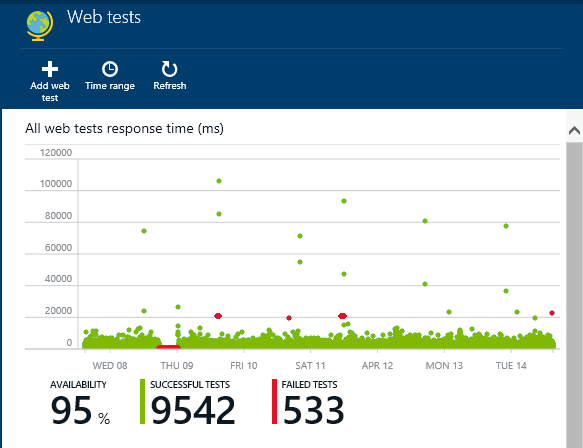 Web tests
Add web
test
Time range
Refresh
All web tests response time (ms)
120000
100000
80000
60000
40000
20000
0
WED 08
THU 09
FRI 10
SAT 11
APR 12
MON 13
TUE 14
AVAILABILITY
95 %
SUCCESSFUL TESTS
9542
FAILED TESTS
533